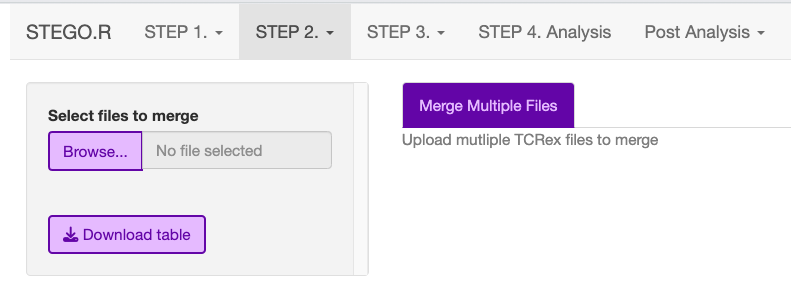 STEGO.R STEP 1. STEP 2. STEP 3. STEP 4. Analysis Post Analysis
Select files to merge
Browse... No file selected
Download table
Merge Multiple Files
Upload mutliple TCRex files to merge